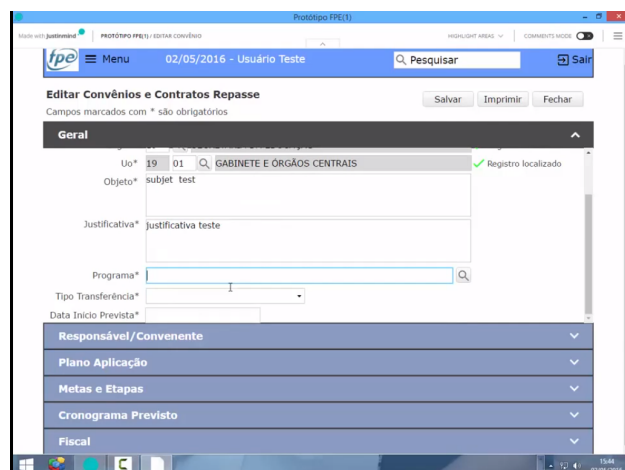 Protótipo FPE(1)
Made with justinmind PROTÓTIPO FPE(1) / EDITAR CONVÊNIO HIGHLIGHT AREAS COMMENTS MODE
fpe Menu 02/05/2016 - Usuário Teste Pesquisar Sair
Editar Convênios e Contratos Repasse
Salvar Imprimir Fechar
Campos marcados com * são obrigatórios
Geral
Uo* 19 01 GABINETE E ÓRGÃOS CENTRAIS Registro localizado
Objeto* subjet test
Justificativa* justificativa teste
Programa*
Tipo Transferência*
Data Início Prevista*
Responsável/Convenente
Plano Aplicação
Metas e Etapas
Cronograma Previsto
Fiscal
15:44